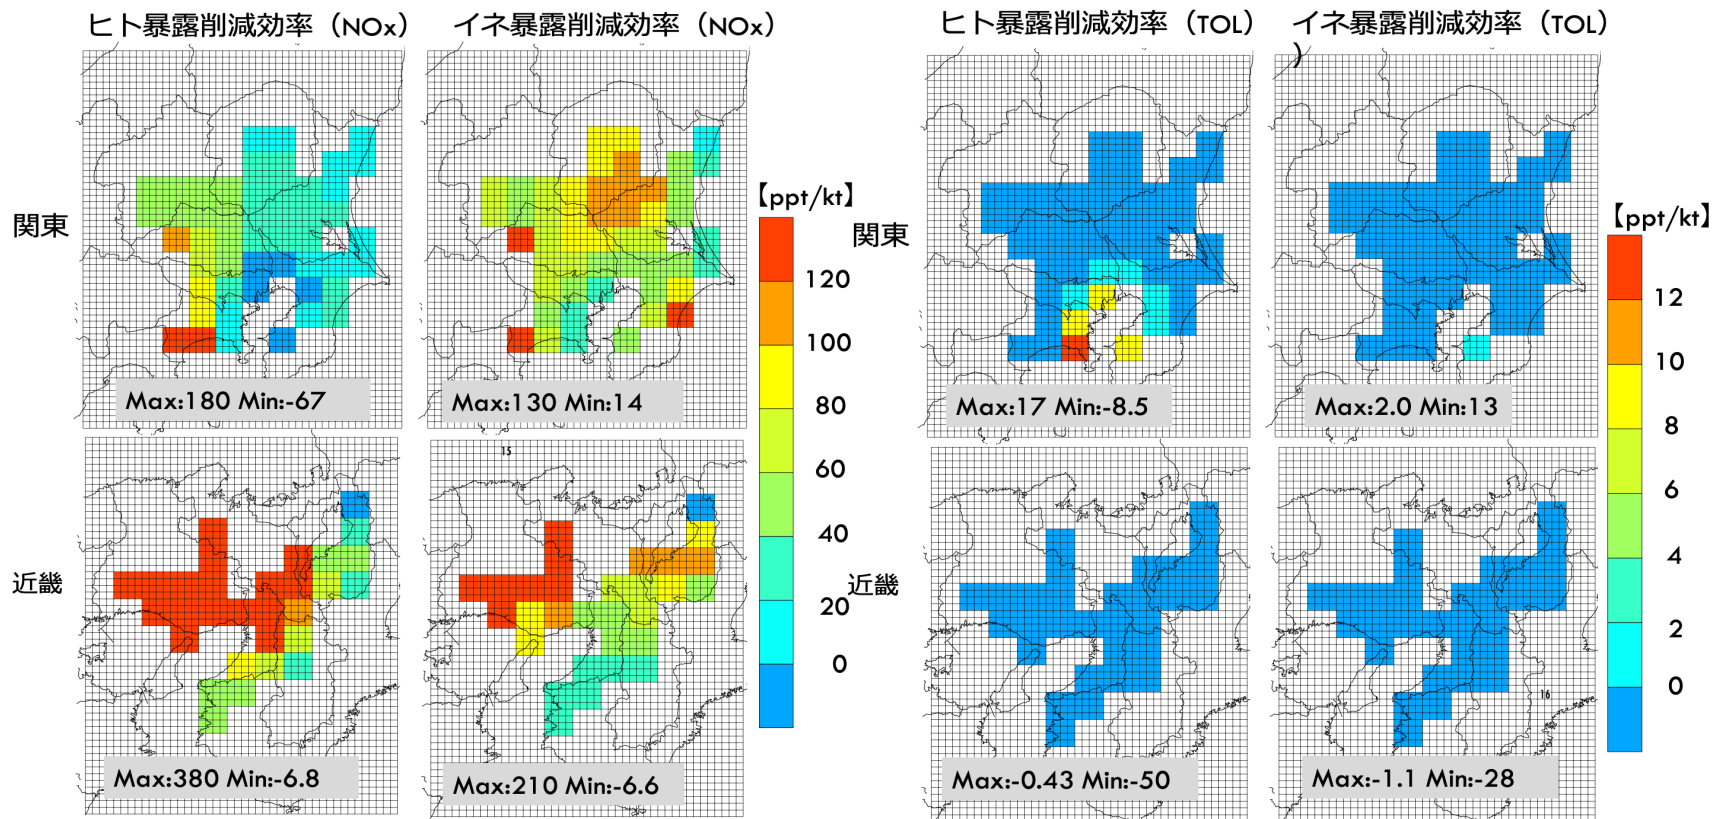 ヒト暴露削減効率（NOx）
イネ暴露削減効率（NOx）
ヒト暴露削減効率（TOL）
イネ暴露削減効率（TOL）
）
関東
Max:180 Min:-67
Max:130 Min:14
【ppt/kt】
120
100
80
60
40
20
0
関東
Max:17 Min:-8.5
Max:2.0 Min:13
【ppt/kt】
12
10
8
6
4
2
0
近畿
Max:380 Min:-6.8
15
Max:210 Min:-6.6
近畿
Max:-0.43 Min:-50
16
Max:-1.1 Min:-28